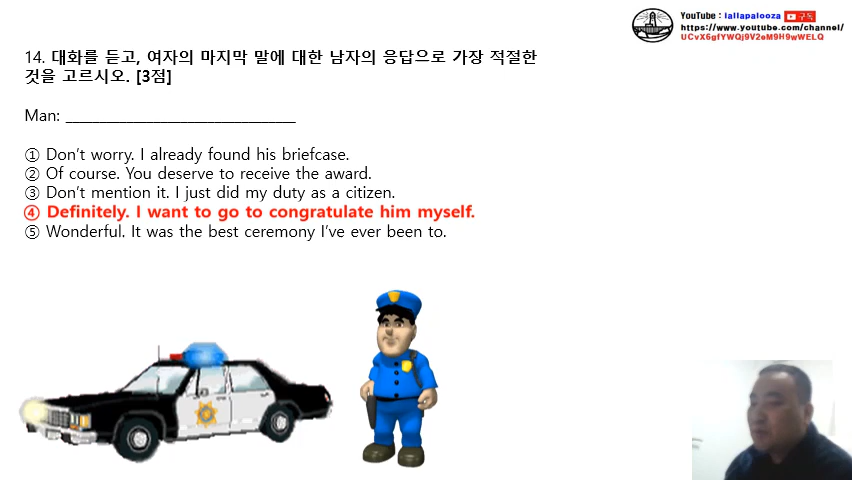 YouTube : lallapalooza 구독
https://www.youtube.com/channel/
UCvX6gfYWQj9V2eM9H9wWELQ
14. 대화를 듣고, 여자의 마지막 말에 대한 남자의 응답으로 가장 적절한
것을 고르시오. [3점]
Man: ______________________________
① Don't worry. I already found his briefcase.
② Of course. You deserve to receive the award.
③ Don't mention it. I just did my duty as a citizen.
④ Definitely. I want to go to congratulate him myself.
⑤ Wonderful. It was the best ceremony I've ever been to.